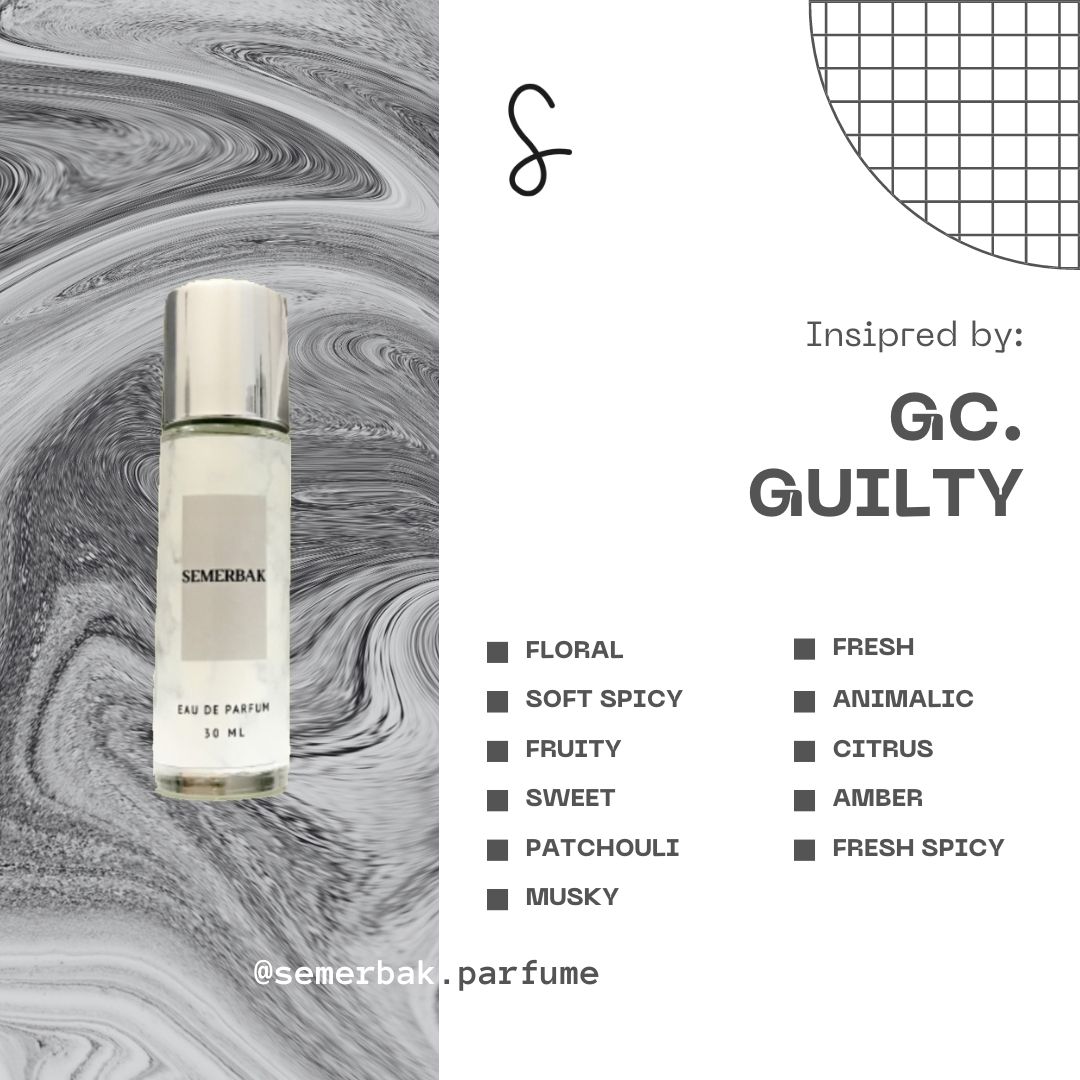 S
Insipred by:
GC.
GUILTY
SEMERBAK
EAU DE PARFUM
30 ML
FLORAL
SOFT SPICY
FRUITY
SWEET
PATCHOULI
MUSKY
FRESH
ANIMALIC
CITRUS
AMBER
FRESH SPICY
@semerbak.parfume